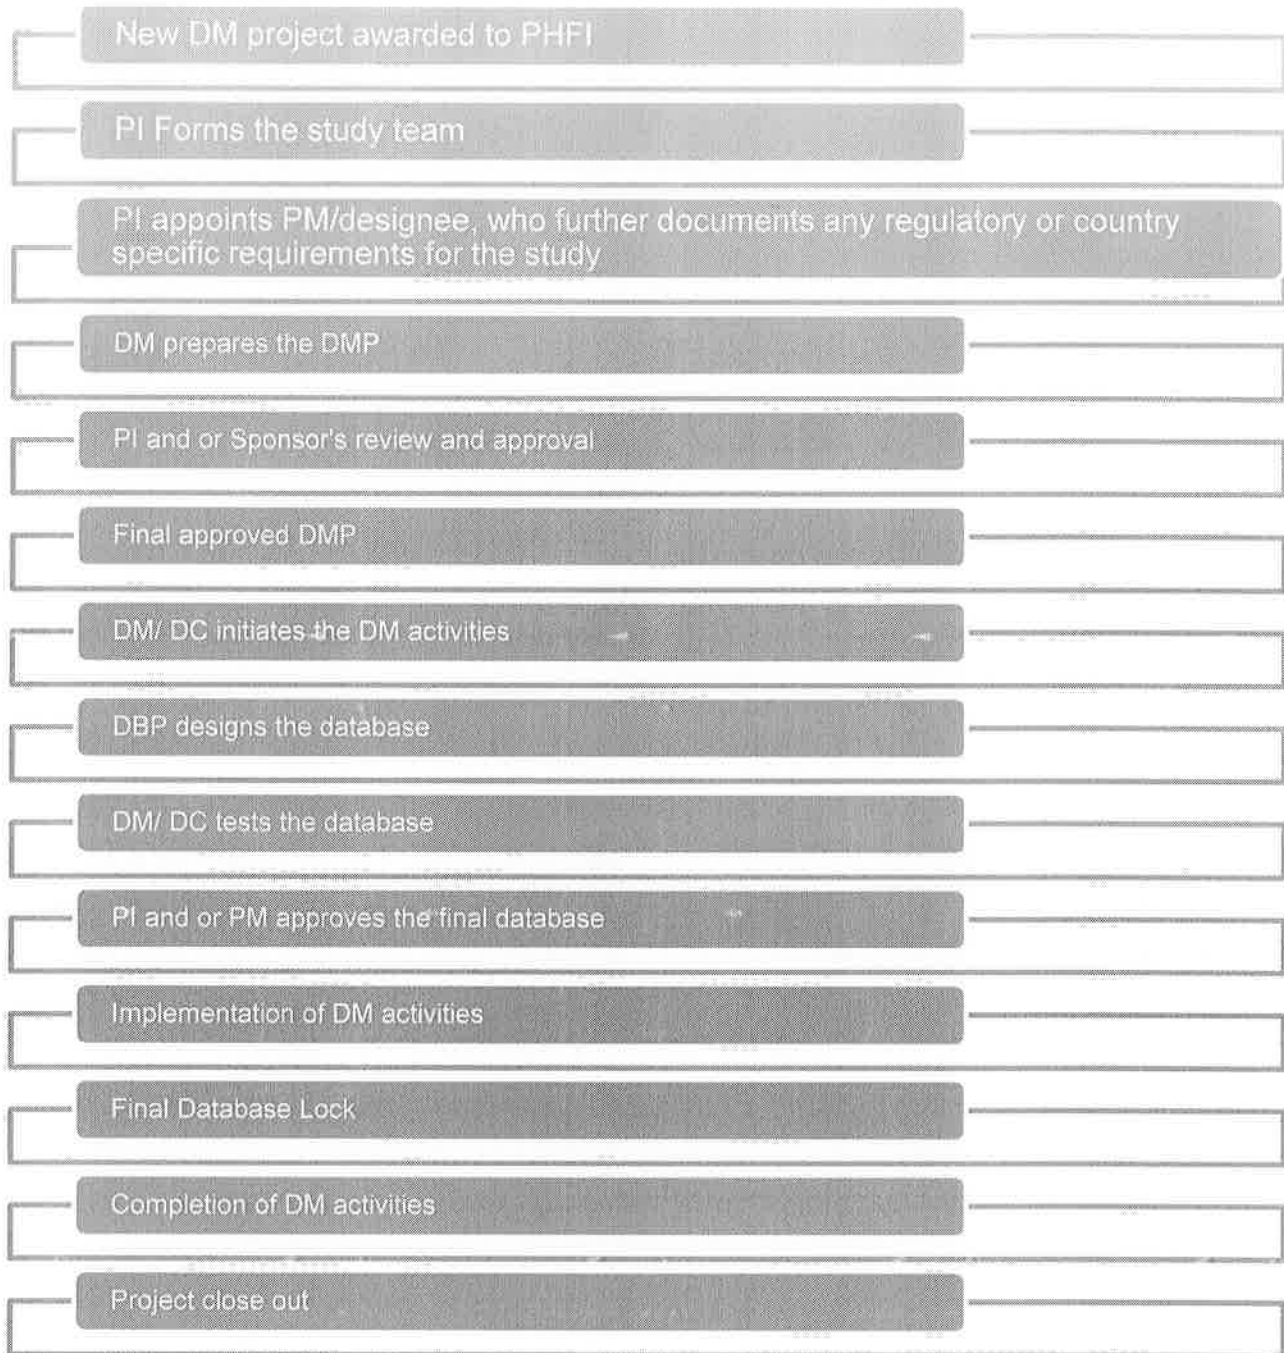 New DM project awarded to PHFI
PI Forms the study team
PI appoints PM/designee, who further documents any regulatory or country
specific requirements for the study
DM prepares the DMP
PI and or Sponsor's review and approval
Final approved DMP
DM/ DC initiates the DM activities
DBP designs the database
DM/ DC tests the database
PI and or PM approves the final database
Implementation of DM activities
Final Database Lock
Completion of DM activities
Project close out